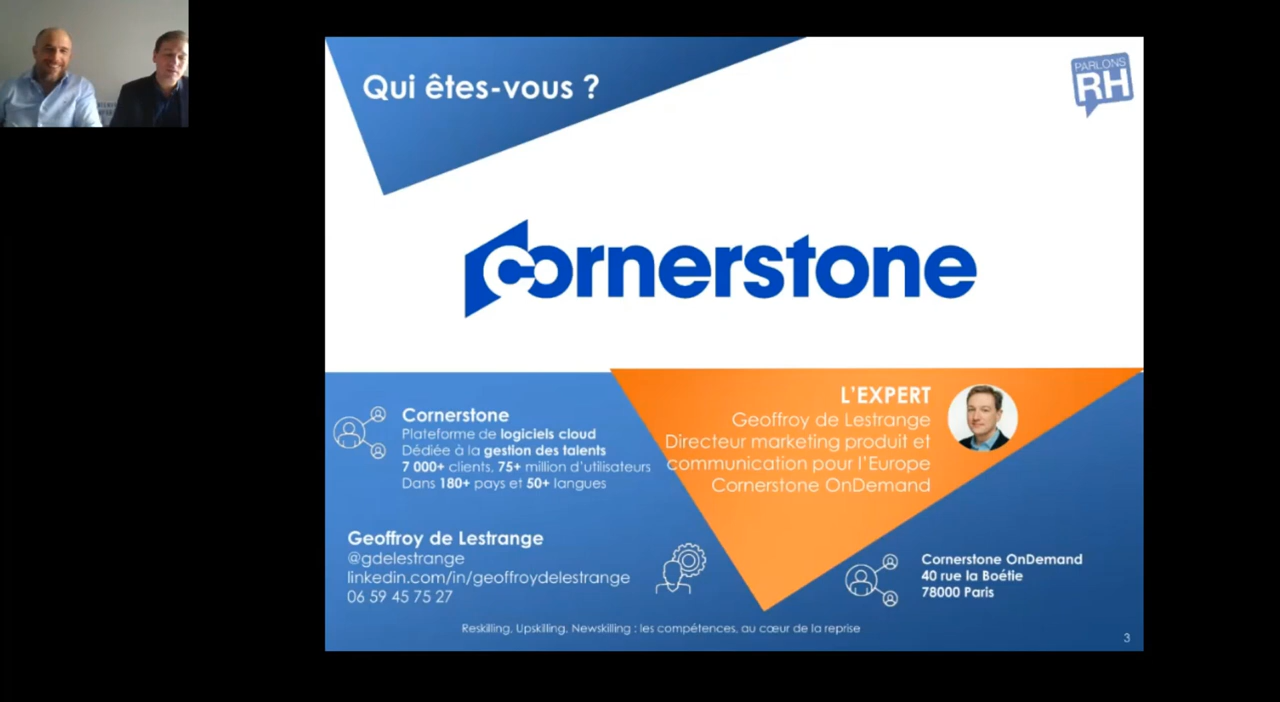 Qui êtes-vous ?
PARLONS
RH
cornerstone
Cornerstone
Plateforme de logiciels cloud
Dédiée à la gestion des talents
7 000+ clients, 75+ million d'utilisateurs
Dans 180+ pays et 50+ langues
L'EXPERT
Geoffroy de Lestrange
Directeur marketing produit et
communication pour l'Europe
Cornerstone OnDemand
Geoffroy de Lestrange
@gdelestrange
linkedin.com/in/geoffroydelestrange
06 59 45 75 27
Cornerstone OnDemand
40 rue la Boétie
78000 Paris
Reskilling, Upskilling, Newskilling : les compétences, au cœur de la reprise
3